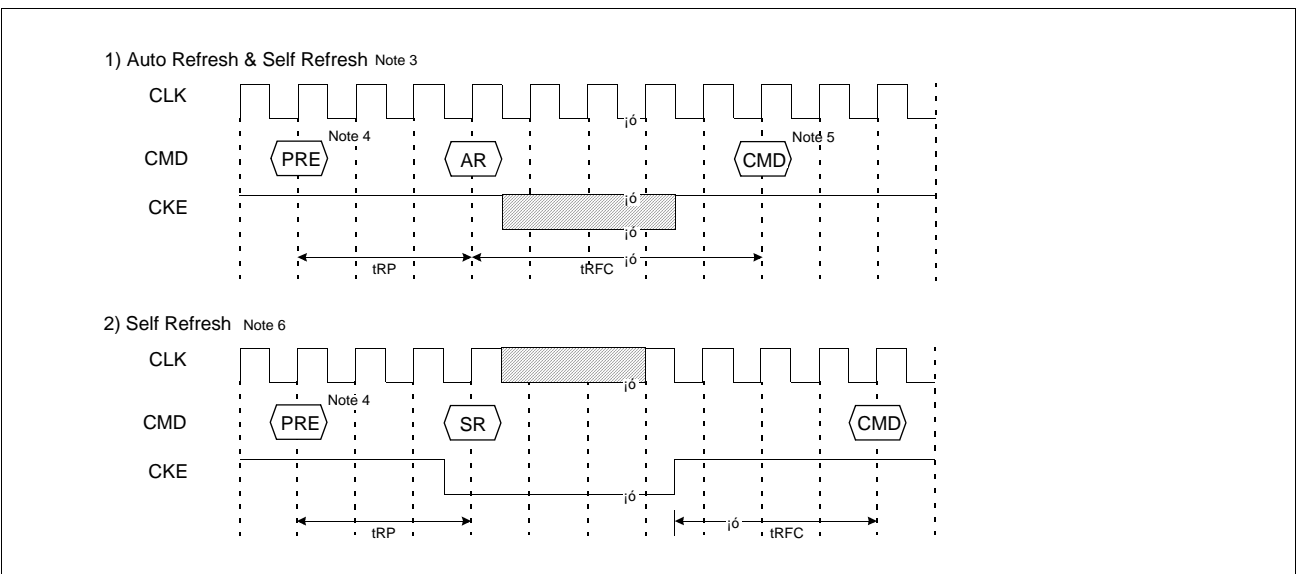 1) Auto Refresh & Self Refresh Note 3
CLK
¡ó
CMD
PRE
Note 4
AR
CMD
Note 5
CKE
¡ó
¡ó
tRP
tRFC
¡ó
2) Self Refresh Note 6
CLK
¡ó
CMD
PRE
Note 4
SR
CMD
CKE
¡ó
tRP
¡ó
tRFC